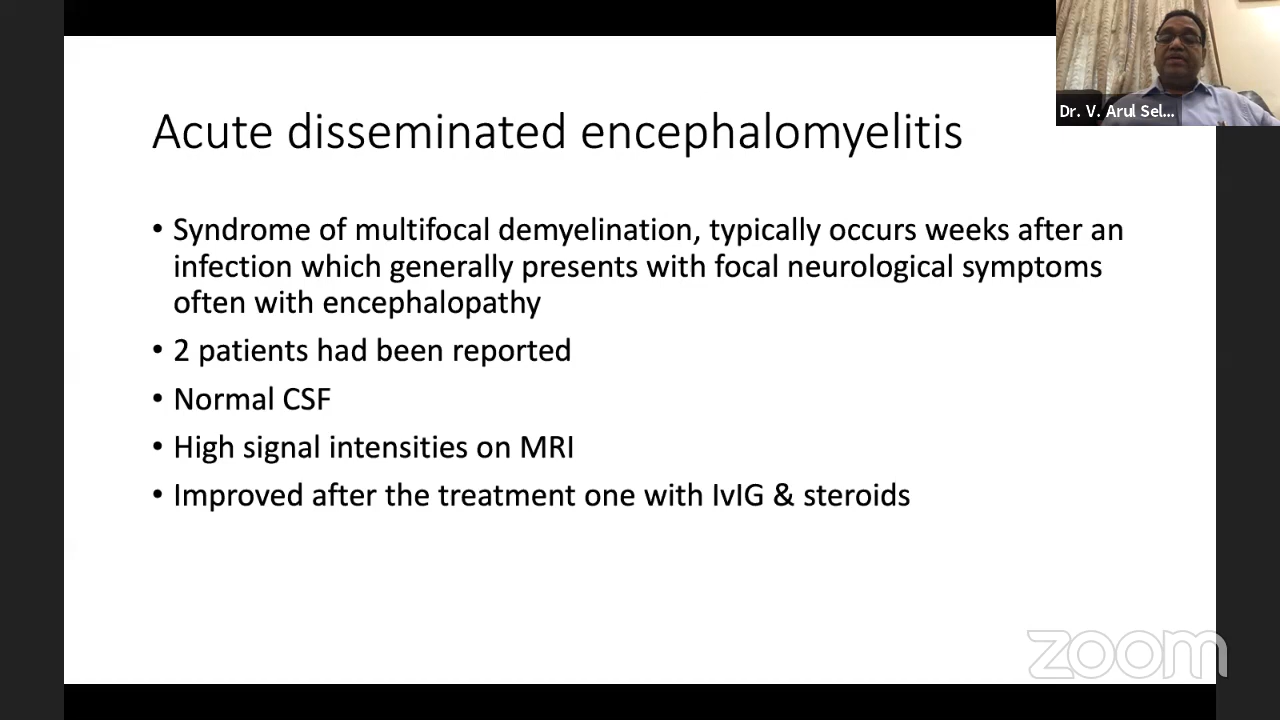 Dr. V. Arul Sel...
Acute disseminated encephalomyelitis
• Syndrome of multifocal demyelination, typically occurs weeks after an
infection which generally presents with focal neurological symptoms
often with encephalopathy
• 2 patients had been reported
• Normal CSF
• High signal intensities on MRI
• Improved after the treatment one with IvIG & steroids
zoom